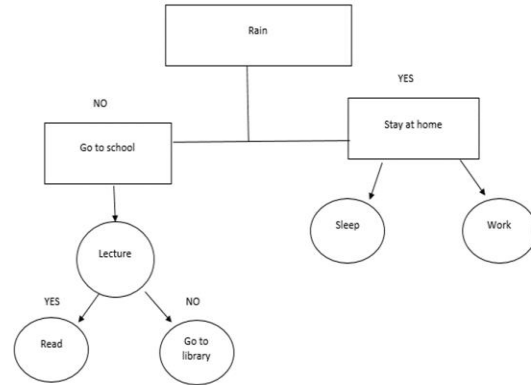 Rain
YES
NO
Stay at home
Go to school
Sleep
Work
Lecture
YES
NO
Read
Go to
library